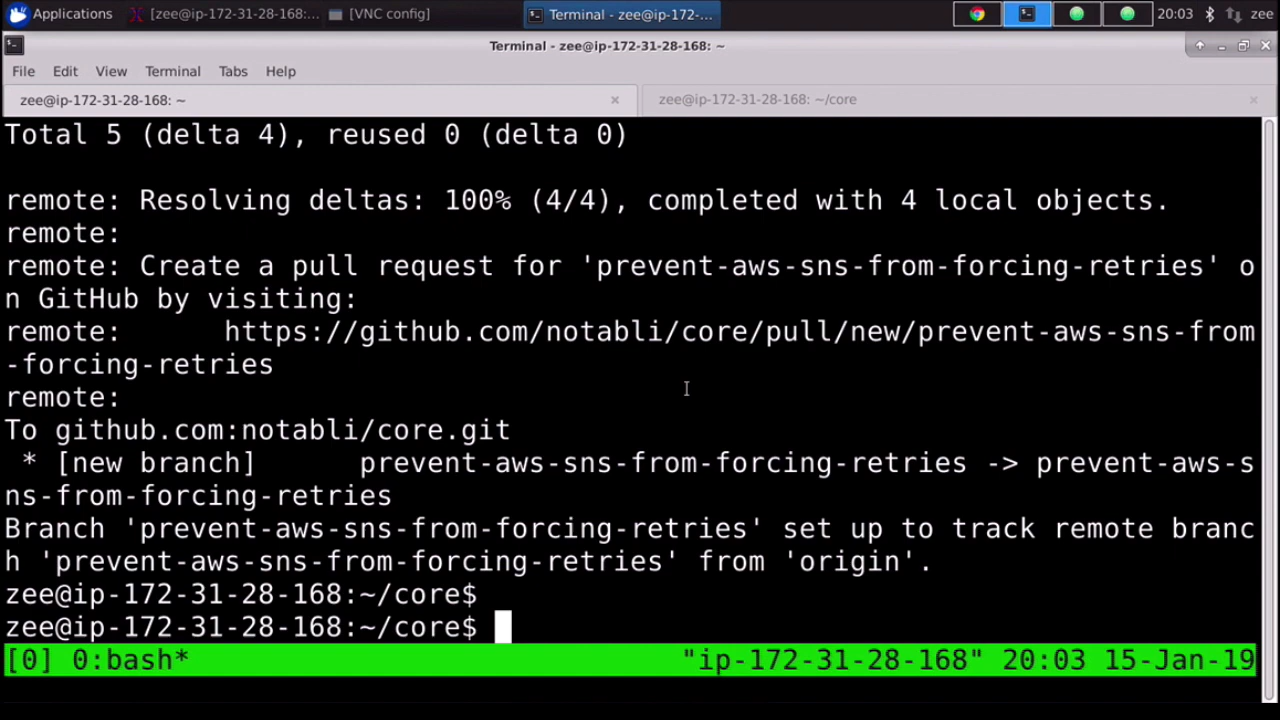 Applications
[zee@ip-172-31-28-168:...
[VNC config]
Terminal - zee@ip-172-...
20:03
zee
Terminal - zee@ip-172-31-28-168: ~
File Edit View Terminal Tabs Help
zee@ip-172-31-28-168: ~
zee@ip-172-31-28-168: ~/core
Total 5 (delta 4), reused 0 (delta 0)
remote: Resolving deltas: 100% (4/4), completed with 4 local objects.
remote:
remote: Create a pull request for 'prevent-aws-sns-from-forcing-retries' o
n GitHub by visiting:
remote:      https://github.com/notabli/core/pull/new/prevent-aws-sns-from
-forcing-retries
remote:
To github.com:notabli/core.git
 * [new branch]      prevent-aws-sns-from-forcing-retries -> prevent-aws-s
ns-from-forcing-retries
Branch 'prevent-aws-sns-from-forcing-retries' set up to track remote branc
h 'prevent-aws-sns-from-forcing-retries' from 'origin'.
zee@ip-172-31-28-168:~/core$
zee@ip-172-31-28-168:~/core$
[0] 0:bash* "ip-172-31-28-168" 20:03 15-Jan-19